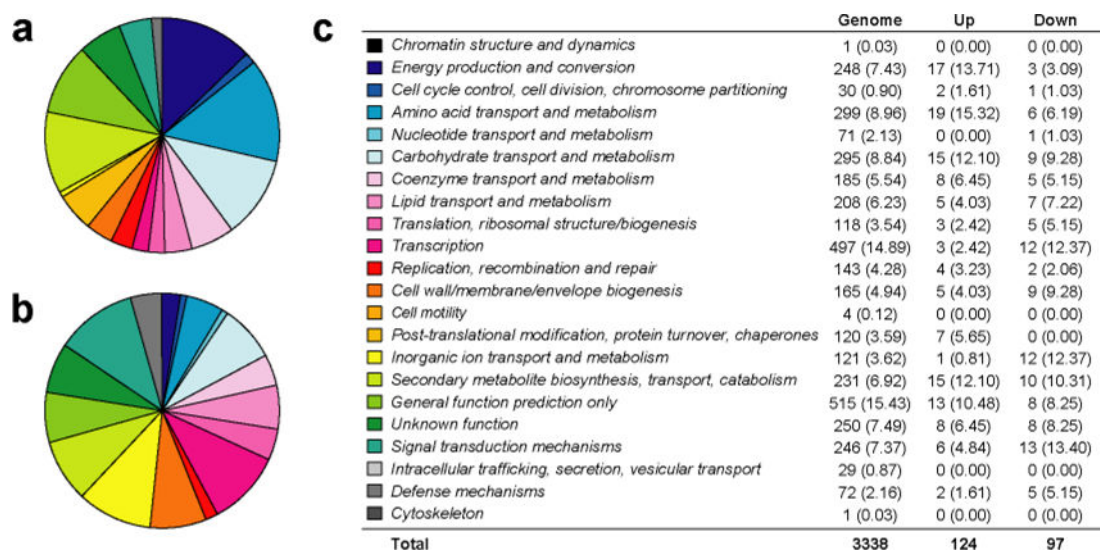 a
b
c
Genome Up Down
Chromatin structure and dynamics 1 (0.03) 0 (0.00) 0 (0.00)
Energy production and conversion 248 (7.43) 17 (13.71) 3 (3.09)
Cell cycle control, cell division, chromosome partitioning 30 (0.90) 2 (1.61) 1 (1.03)
Amino acid transport and metabolism 299 (8.96) 19 (15.32) 6 (6.19)
Nucleotide transport and metabolism 71 (2.13) 0 (0.00) 1 (1.03)
Carbohydrate transport and metabolism 295 (8.84) 15 (12.10) 9 (9.28)
Coenzyme transport and metabolism 185 (5.54) 8 (6.45) 5 (5.15)
Lipid transport and metabolism 208 (6.23) 5 (4.03) 7 (7.22)
Translation, ribosomal structure/biogenesis 118 (3.54) 3 (2.42) 5 (5.15)
Transcription 497 (14.89) 3 (2.42) 12 (12.37)
Replication, recombination and repair 143 (4.28) 4 (3.23) 2 (2.06)
Cell wall/membrane/envelope biogenesis 165 (4.94) 5 (4.03) 9 (9.28)
Cell motility 4 (0.12) 0 (0.00) 0 (0.00)
Post-translational modification, protein turnover, chaperones 120 (3.59) 7 (5.65) 0 (0.00)
Inorganic ion transport and metabolism 121 (3.62) 1 (0.81) 12 (12.37)
Secondary metabolite biosynthesis, transport, catabolism 231 (6.92) 15 (12.10) 10 (10.31)
General function prediction only 515 (15.43) 13 (10.48) 8 (8.25)
Unknown function 250 (7.49) 8 (6.45) 8 (8.25)
Signal transduction mechanisms 246 (7.37) 6 (4.84) 13 (13.40)
Intracellular trafficking, secretion, vesicular transport 29 (0.87) 0 (0.00) 0 (0.00)
Defense mechanisms 72 (2.16) 2 (1.61) 5 (5.15)
Cytoskeleton 1 (0.03) 0 (0.00) 0 (0.00)
Total 3338 124 97